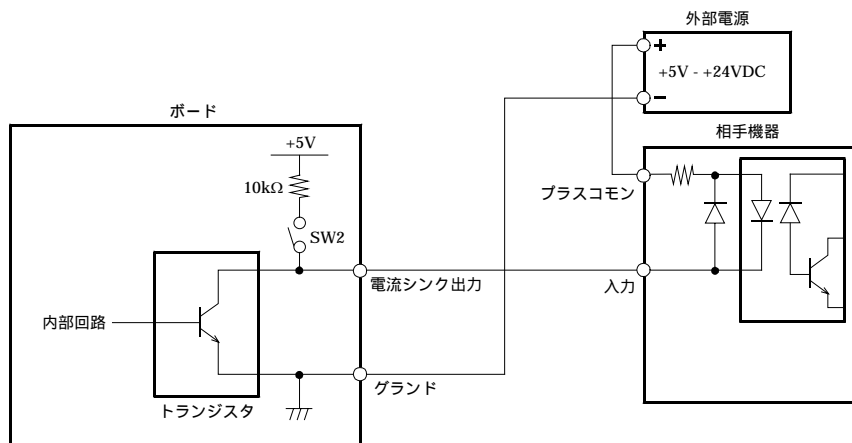 外部電源
+
+5V - +24VDC
−
ボード
相手機器
+5V
10kΩ
SW2
プラスコモン
電流シンク出力
入力
内部回路
グランド
トランジスタ